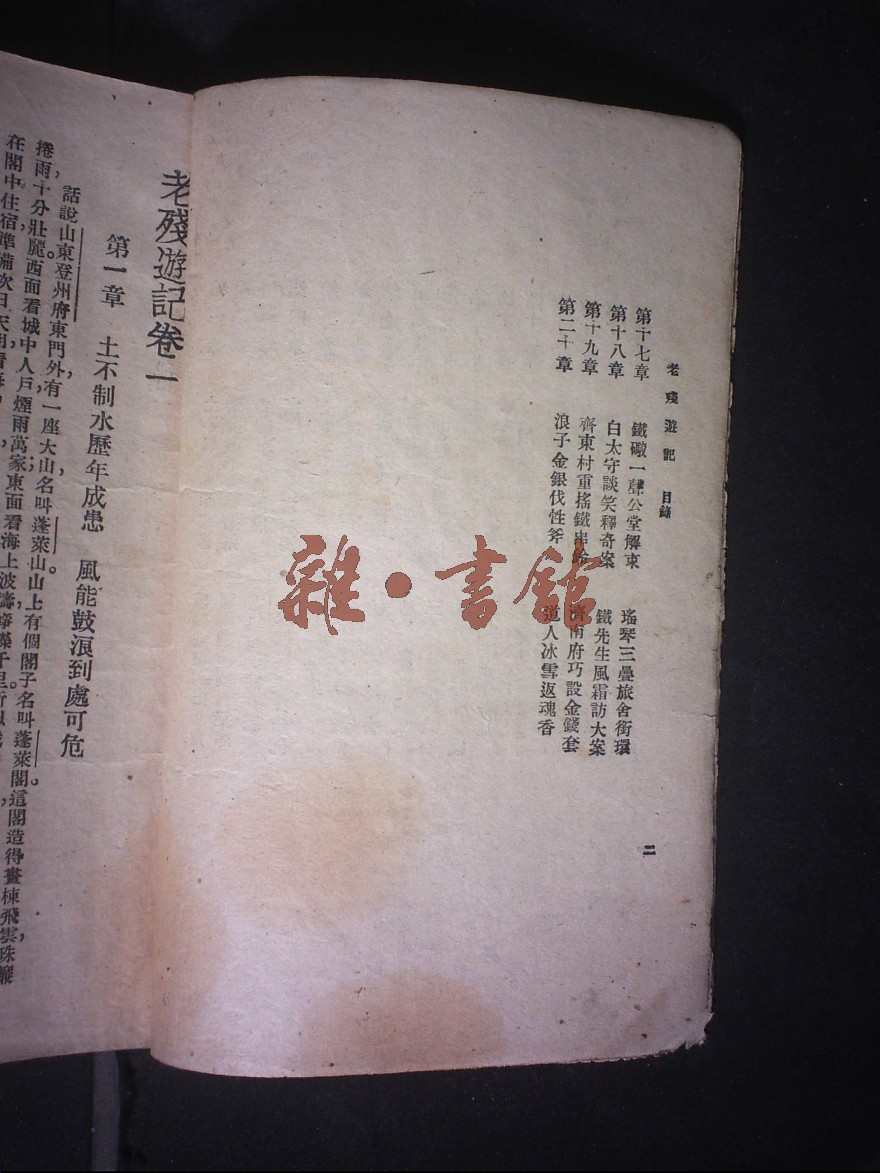 老殘遊記 目錄
第十七章 鐵礮一聲公堂解束 瑤琴三疊旅舍銜環
第十八章 白太守談笑釋奇案 鐵先生風霜訪大案
第十九章 齊東村重搖鐵串鈴 濟南府巧設金錢套
第二十章 浪子金銀伐性斧 道人冰雪返魂香
二
雜·書館
老殘遊記卷一
第一章 土不制水歷年成患 風能鼓浪到處可危
話說山東登州府東門外有一座大山，名叫蓬萊山。山上有個閣子，名叫蓬萊閣。這閣造得畫棟飛雲，珠簾
捲雨，十分壯麗。西面看城中人戶，煙雨萬家；東面看海上波濤，崢嶸千里。
在閣中住宿，準備次日天明看海